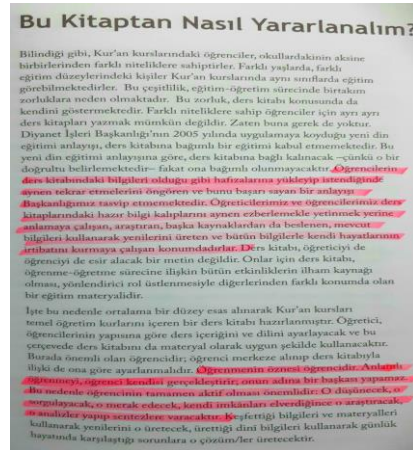 Bu Kitaptan Nasıl Yararlanalım?
Bilindiği gibi, Kur'an kurslarındaki öğrenciler, okullardakinin aksine
birbirlerinden farklı niteliklere sahiptirler. Farklı yaşlarda, farklı
eğitim düzeylerindeki kişiler Kur'an kurslarında aynı sınıflarda eğitim
görebilmektedirler. Bu çeşitlilik, eğitim-öğretim sürecinde birtakım
zorluklara neden olmaktadır. Bu zorluk, ders kitabı konusunda da
kendini göstermektedir. Farklı niteliklere sahip öğrenciler için ayrı ayrı
ders kitapları yazmak mümkün değildir. Zaten buna gerek de yoktur.
Diyanet İşleri Başkanlığı'nın 2005 yılında uygulamaya koyduğu yeni din
eğitimi anlayışı, ders kitabına bağımlı bir eğitimi kabul etmemektedir. Bu
yeni din eğitimi anlayışına göre, ders kitabına bağlı kalınacak –çünkü o bir
doğrultu belirlemektedir– fakat ona bağımlı olunmayacaktır. Öğrencilerin
ders kitabındaki bilgileri olduğu gibi hafızalarına yükleyip istendiğinde
aynen tekrar etmelerini öngören ve bunu başarı sayan bir anlayışı
Başkanlığımız tasvip etmemektedir. Öğreticilerimiz ve öğrencilerimiz ders
kitaplarındaki hazır bilgi kalıplarını aynen ezberlemekle yetinmek yerine
anlamaya çalışan, araştıran, başka kaynaklardan da beslenen, mevcut
bilgileri kullanarak yenilerini üreten ve bütün bilgilerle kendi hayatlarının
irtibatını kurmaya çalışan konumundadırlar. Ders kitabı, öğreticiyi de
öğrenciyi de esir alacak bir metin değildir. Onlar için ders kitabı,
öğrenme-öğretme sürecine ilişkin bütün etkinliklerin ilham kaynağı
olması, yönlendirici rol üstlenmesiyle diğerlerinden farklı konumda olan
bir eğitim materyalidir.
İşte bu nedenle ortalama bir düzey esas alınarak Kur'an kursları
temel öğretim kurlarını içeren bir ders kitabı hazırlanmıştır. Öğretici,
öğrencilerinin yapısına göre ders içeriğini ve dilini ayarlayacak ve bu
çerçevede ders kitabını da materyal olarak uygun şekilde kullanacaktır.
Burada önemli olan öğrencidir; öğrenci merkeze alınıp ders kitabıyla
ilişki de ona göre ayarlanmalıdır. Öğrenmenin öznesi öğrencidir. Anlamlı
öğrenmeyi, öğrenci kendisi gerçekleştirir; onun adına bir başkası yapamaz.
Bu nedenle öğrencinin tamamen aktif olması önemlidir: O düşünecek, o
sorgulayacak, o merak edecek, kendi imkânları elverdiğince o araştıracak,
o analizler yapıp sentezlere varacaktır. Keşfettiği bilgileri ve materyalleri
kullanarak yenilerini o üretecek, ürettiği dinî bilgileri kullanarak günlük
hayatında karşılaştığı sorunlara o çözüm/ler üretecektir.